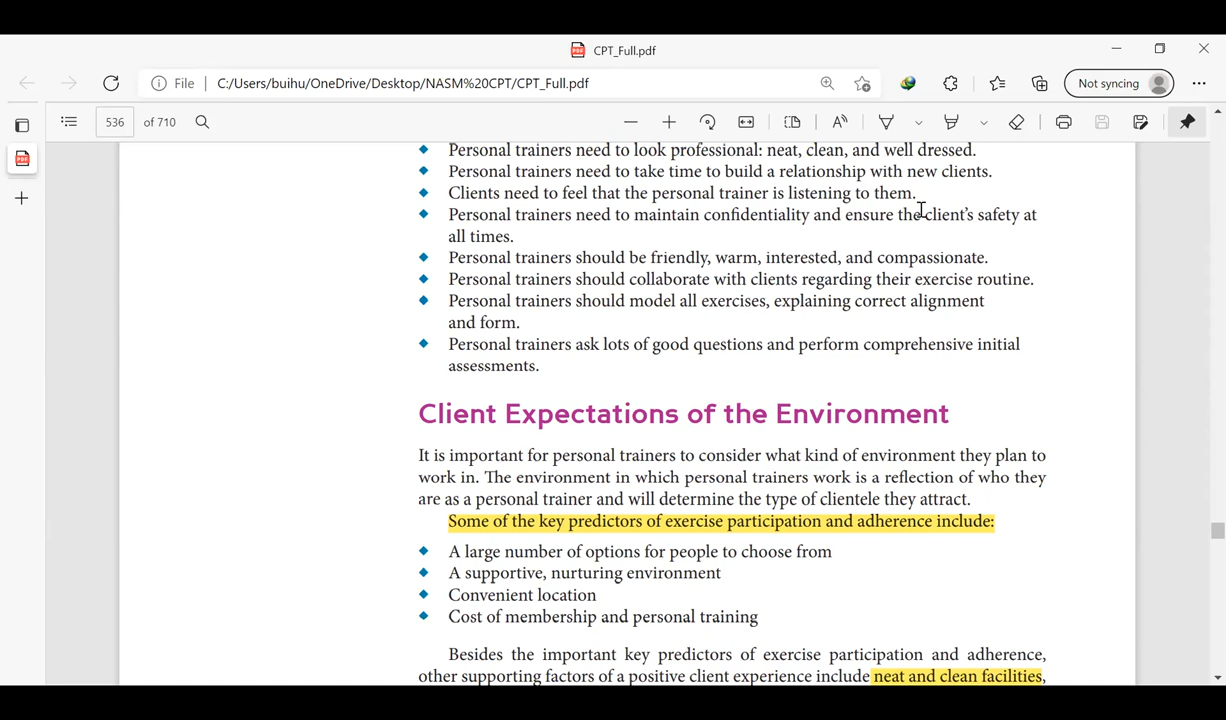 CPT_Full.pdf
File
C:/Users/buihu/OneDrive/Desktop/NASM%20CPT/CPT_Full.pdf
Not syncing
536 of 710
Personal trainers need to look professional: neat, clean, and well dressed.
Personal trainers need to take time to build a relationship with new clients.
Clients need to feel that the personal trainer is listening to them.
Personal trainers need to maintain confidentiality and ensure the client's safety at
all times.
Personal trainers should be friendly, warm, interested, and compassionate.
Personal trainers should collaborate with clients regarding their exercise routine.
Personal trainers should model all exercises, explaining correct alignment
and form.
Personal trainers ask lots of good questions and perform comprehensive initial
assessments.
Client Expectations of the Environment
It is important for personal trainers to consider what kind of environment they plan to
work in. The environment in which personal trainers work is a reflection of who they
are as a personal trainer and will determine the type of clientele they attract.
Some of the key predictors of exercise participation and adherence include:
A large number of options for people to choose from
A supportive, nurturing environment
Convenient location
Cost of membership and personal training
Besides the important key predictors of exercise participation and adherence,
other supporting factors of a positive client experience include neat and clean facilities,